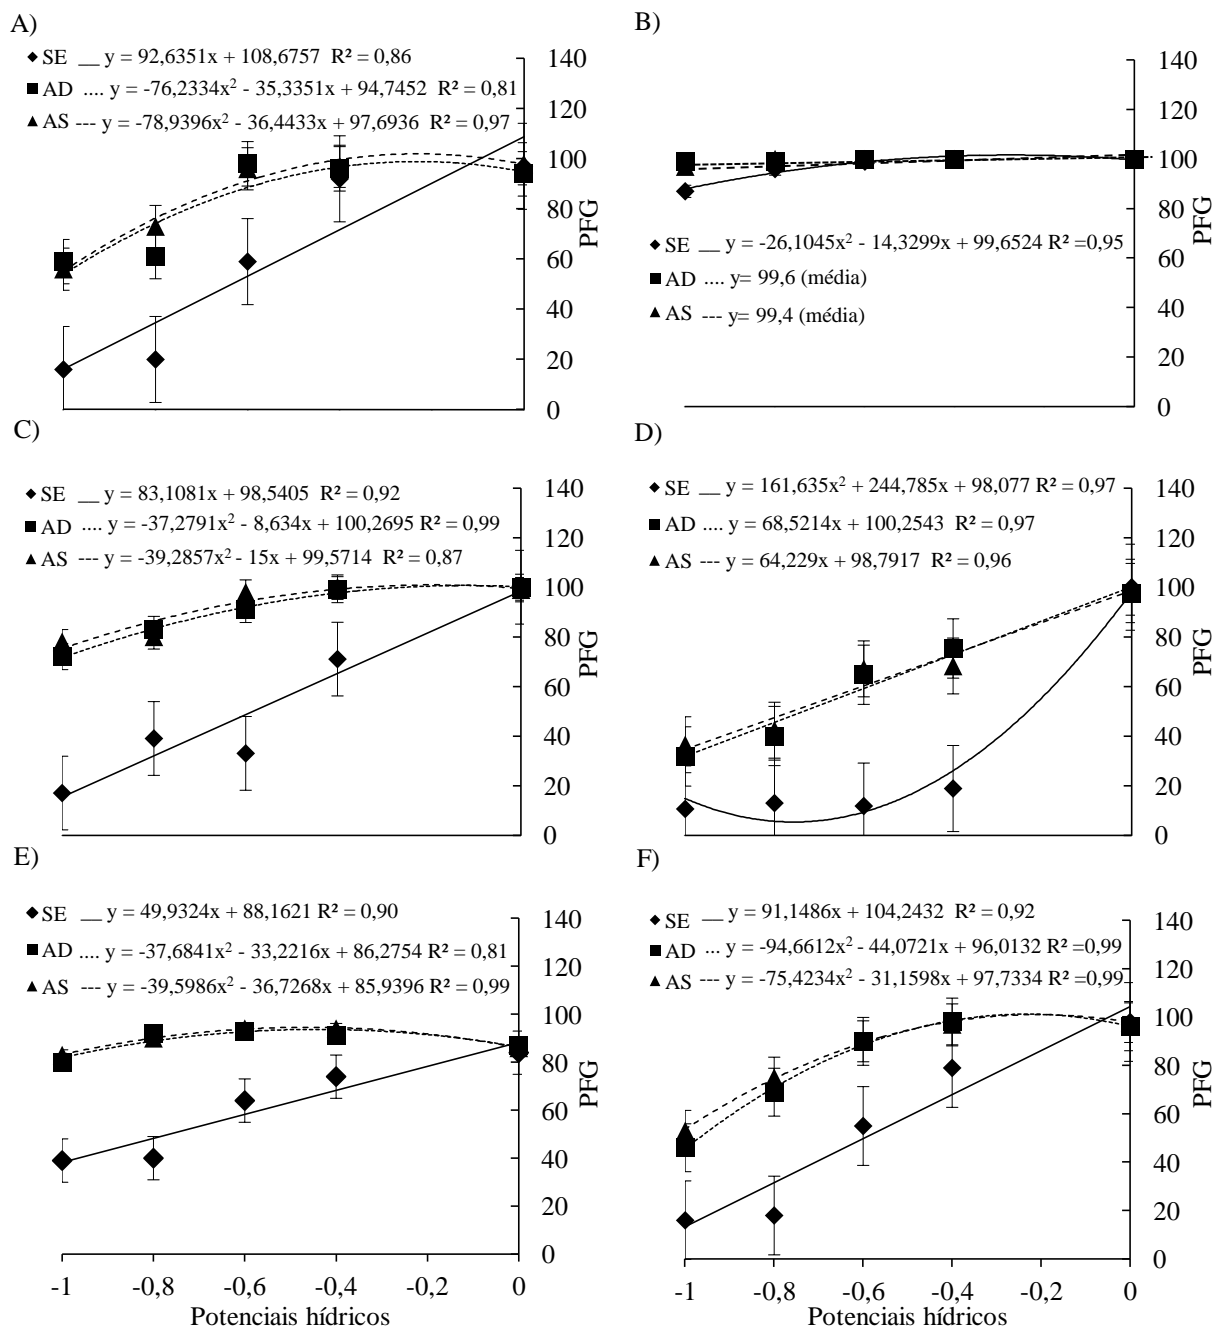 A)
◆ SE __ y = 92,6351x + 108,6757 R² = 0,86
■ AD .... y = -76,2334x² - 35,3351x + 94,7452 R² = 0,81
▲ AS --- y = -78,9396x² - 36,4433x + 97,6936 R² = 0,97
140
120
100
80
60
40
20
0
PFG
B)
140
120
100
80
60
40
20
0
PFG
◆ SE __ y = -26,1045x² - 14,3299x + 99,6524 R² =0,95
■ AD .... y= 99,6 (média)
▲ AS --- y= 99,4 (média)
C)
◆ SE __ y = 83,1081x + 98,5405 R² = 0,92
■ AD .... y = -37,2791x² - 8,634x + 100,2695 R² = 0,99
▲ AS --- y = -39,2857x² - 15x + 99,5714 R² = 0,87
140
120
100
80
60
40
20
0
PFG
D)
◆ SE __ y = 161,635x² + 244,785x + 98,077 R² = 0,97
■ AD .... y = 68,5214x + 100,2543 R² = 0,97
▲ AS --- y = 64,229x + 98,7917 R² = 0,96
140
120
100
80
60
40
20
0
PFG
E)
◆ SE __ y = 49,9324x + 88,1621 R² = 0,90
■ AD .... y = -37,6841x² - 33,2216x + 86,2754 R² = 0,81
▲ AS --- y = -39,5986x² - 36,7268x + 85,9396 R² = 0,99
140
120
100
80
60
40
20
0
PFG
-1 -0,8 -0,6 -0,4 -0,2 0
Potenciais hídricos
F)
◆ SE __ y = 91,1486x + 104,2432 R² = 0,92
■ AD ... y = -94,6612x² - 44,0721x + 96,0132 R² =0,99
▲ AS --- y = -75,4234x² - 31,1598x + 97,7334 R² =0,99
140
120
100
80
60
40
20
0
PFG
-1 -0,8 -0,6 -0,4 -0,2 0
Potenciais hídricos